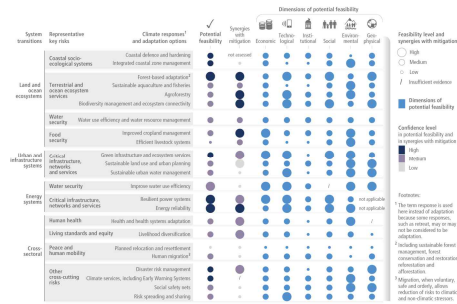 Dimensions of potential feasibility
System transitions
Representative key risks
Climate responses¹ and adaptation options
Potential feasibility
Synergies with mitigation
Economic
Techno-logical
Insti-tutional
Social
Environ-mental
Geo-physical
Land and ocean ecosystems
Coastal socio-ecological systems
Coastal defence and hardening
not assessed
Integrated coastal zone management
Terrestrial and ocean ecosystem services
Forest-based adaptation²
Sustainable aquaculture and fisheries
Agroforestry
Biodiversity management and ecosystem connectivity
Water security
Water use efficiency and water resource management
Food security
Improved cropland management
Efficient livestock systems
Urban and infrastructure systems
Critical infrastructure, networks and services
Green infrastructure and ecosystem services
Sustainable land use and urban planning
Sustainable urban water management
Energy systems
Water security
Improve water use efficiency
Critical infrastructure, networks and services
Resilient power systems
not applicable
Energy reliability
not applicable
Cross-sectoral
Human health
Health and health systems adaptation
Living standards and equity
Livelihood diversification
Peace and human mobility
Planned relocation and resettlement
Human migration³
Other cross-cutting risks
Disaster risk management
Climate services, including Early Warning Systems
Social safety nets
Risk spreading and sharing
Feasibility level and synergies with mitigation
High
Medium
Low
/ Insufficient evidence
Dimensions of potential feasibility
Confidence level
in potential feasibility and in synergies with mitigation
High
Medium
Low
Footnotes:
¹ The term response is used
here instead of adaptation
because some responses,
such as retreat, may or may
not be considered to be
adaptation.
² Including sustainable forest
management, forest
conservation and restoration,
reforestation and
afforestation.
³ Migration, when voluntary,
safe and orderly, allows
reduction of risks to climatic
and non-climatic stressors.